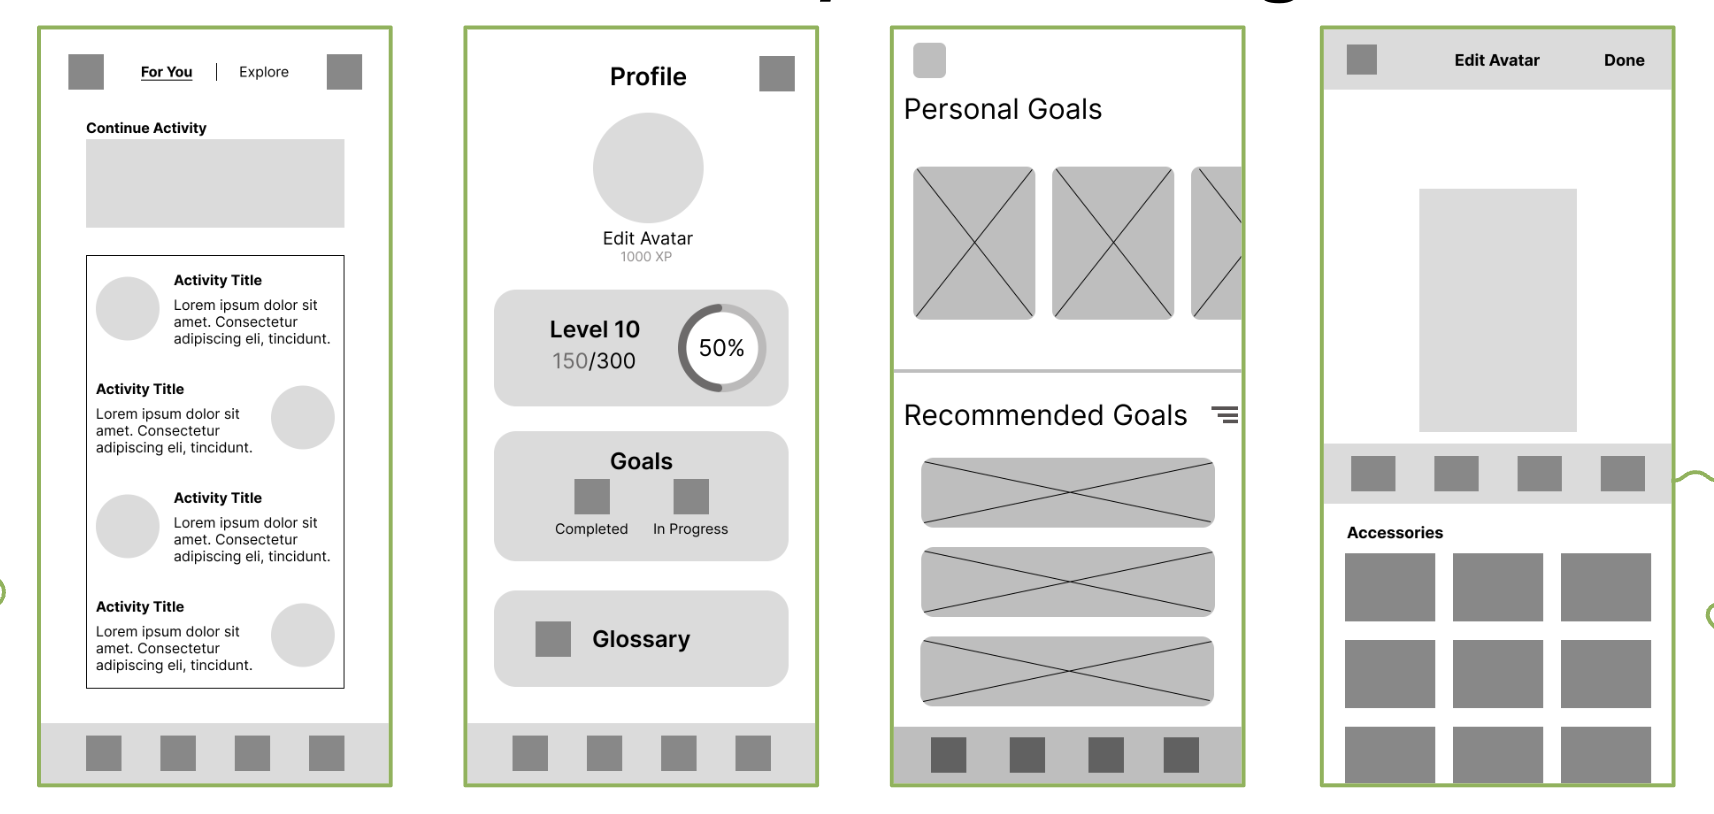 For You | Explore
Continue Activity
Activity Title
Lorem ipsum dolor sit
amet. Consectetur
adipiscing eli, tincidunt.
Activity Title
Lorem ipsum dolor sit
amet. Consectetur
adipiscing eli, tincidunt.
Activity Title
Lorem ipsum dolor sit
amet. Consectetur
adipiscing eli, tincidunt.
Activity Title
Lorem ipsum dolor sit
amet. Consectetur
adipiscing eli, tincidunt.
Profile
Edit Avatar
1000 XP
Level 10
150/300
50%
Goals
Completed
In Progress
Glossary
Personal Goals
Recommended Goals
Edit Avatar
Done
Accessories